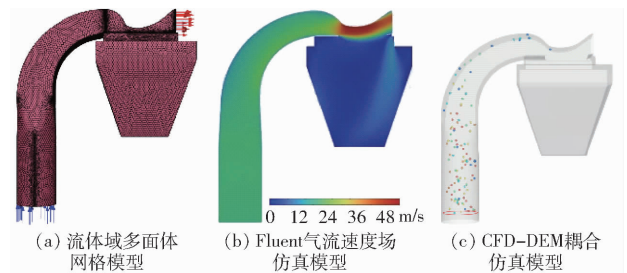 0 12 24 36 48 m/s
(a) 流体域多面体
网格模型
(b) Fluent气流速度场
仿真模型
(c) CFD-DEM耦合
仿真模型